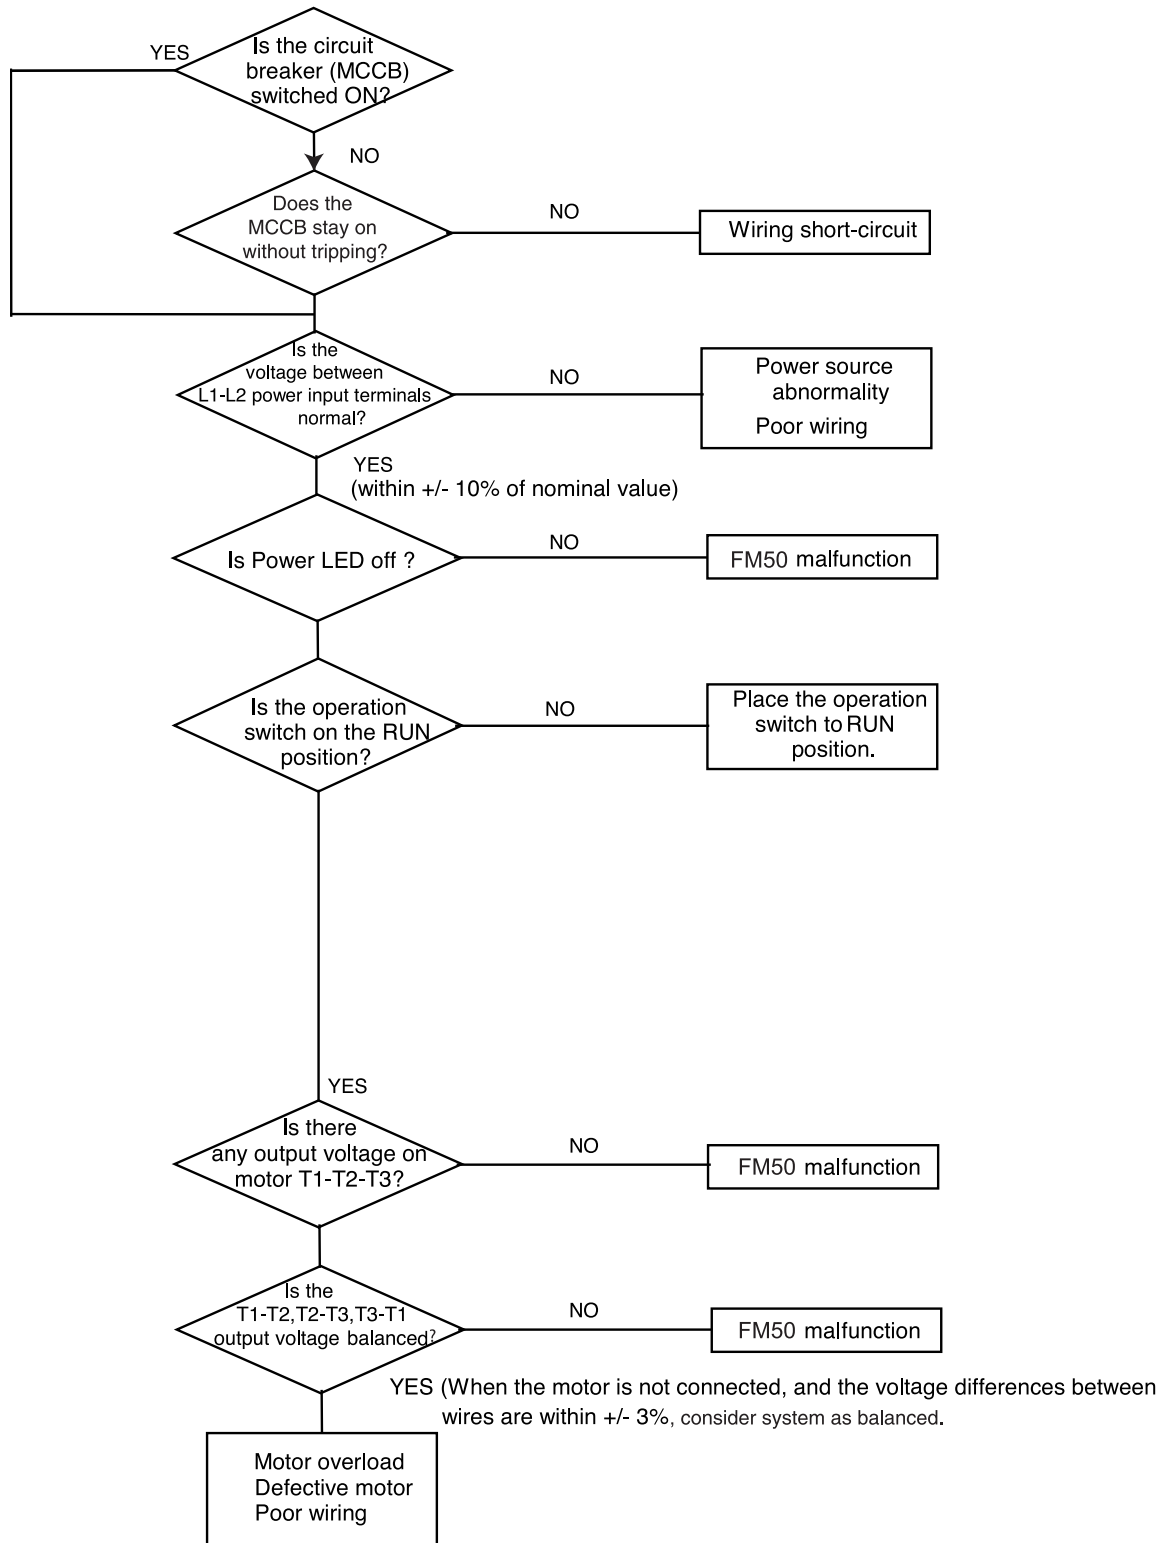 YES
Is the circuit
breaker (MCCB)
switched ON?
NO
Does the
MCCB stay on
without tripping?
NO
Wiring short-circuit
Is the
voltage between
L1-L2 power input terminals
normal?
NO
Power source
abnormality
Poor wiring
YES
(within +/- 10% of nominal value)
Is Power LED off ?
NO
FM50 malfunction
Is the operation
switch on the RUN
position?
NO
Place the operation
switch to RUN
position.
YES
Is there
any output voltage on
motor T1-T2-T3?
NO
FM50 malfunction
Is the
T1-T2,T2-T3,T3-T1
output voltage balanced?
NO
FM50 malfunction
YES (When the motor is not connected, and the voltage differences between
wires are within +/- 3%, consider system as balanced.
Motor overload
Defective motor
Poor wiring